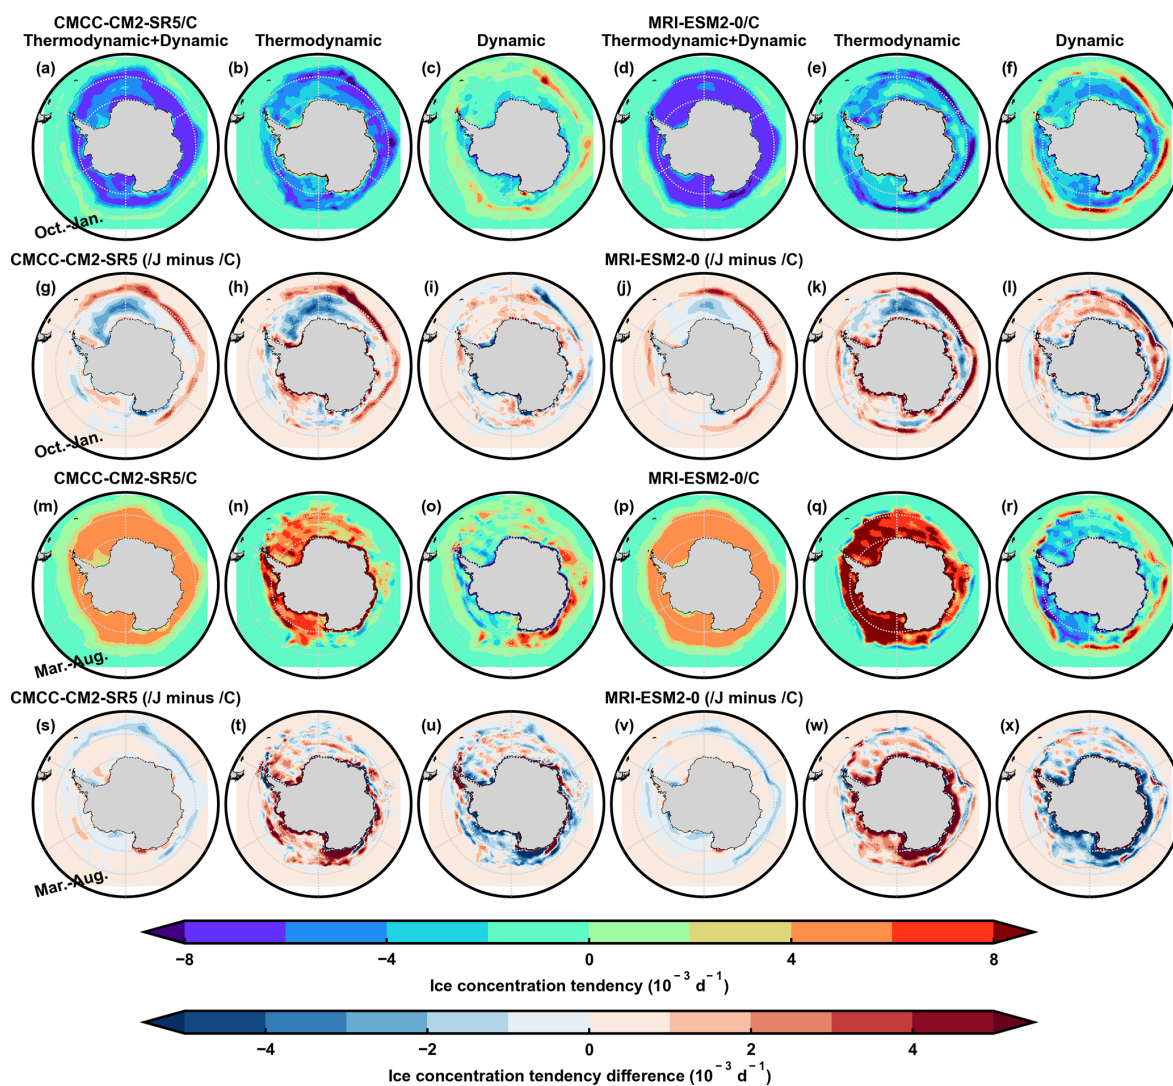 CMCC-CM2-SR5/C MRI-ESM2-0/C
Thermodynamic+Dynamic Thermodynamic Dynamic Thermodynamic+Dynamic Thermodynamic Dynamic
(a) (b) (c) (d) (e) (f)
Oct.-Jan.
CMCC-CM2-SR5 (/J minus /C) MRI-ESM2-0 (/J minus /C)
(g) (h) (i) (j) (k) (l)
Oct.-Jan.
CMCC-CM2-SR5/C MRI-ESM2-0/C
(m) (n) (o) (p) (q) (r)
Mar.-Aug.
CMCC-CM2-SR5 (/J minus /C) MRI-ESM2-0 (/J minus /C)
(s) (t) (u) (v) (w) (x)
Mar.-Aug.
−8 −4 0 4 8
Ice concentration tendency (10⁻³ d⁻¹)
−4 −2 0 2 4
Ice concentration tendency difference (10⁻³ d⁻¹)